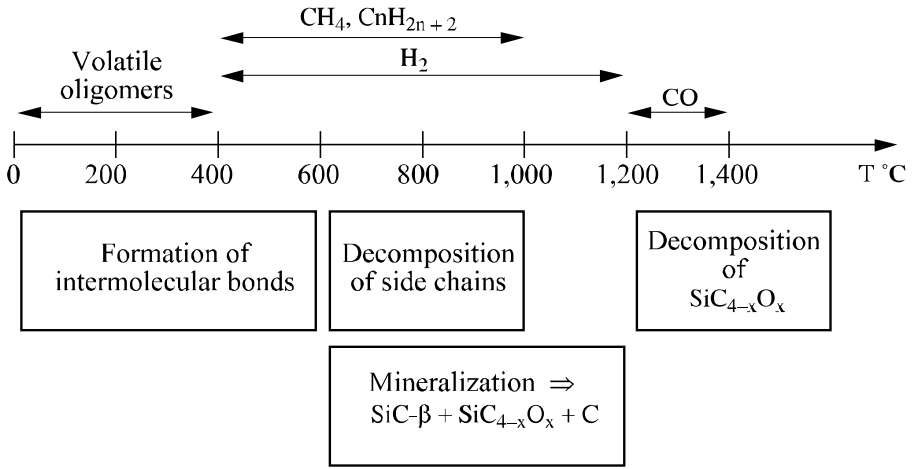 CH4, CnH2n + 2
H2
Volatile
oligomers
CO
0 200 400 600 800 1,000 1,200 1,400 T °C
Formation of
intermolecular bonds
Decomposition
of side chains
Decomposition
of
SiC4–xOx
Mineralization ⇒
SiC-β + SiC4–xOx + C